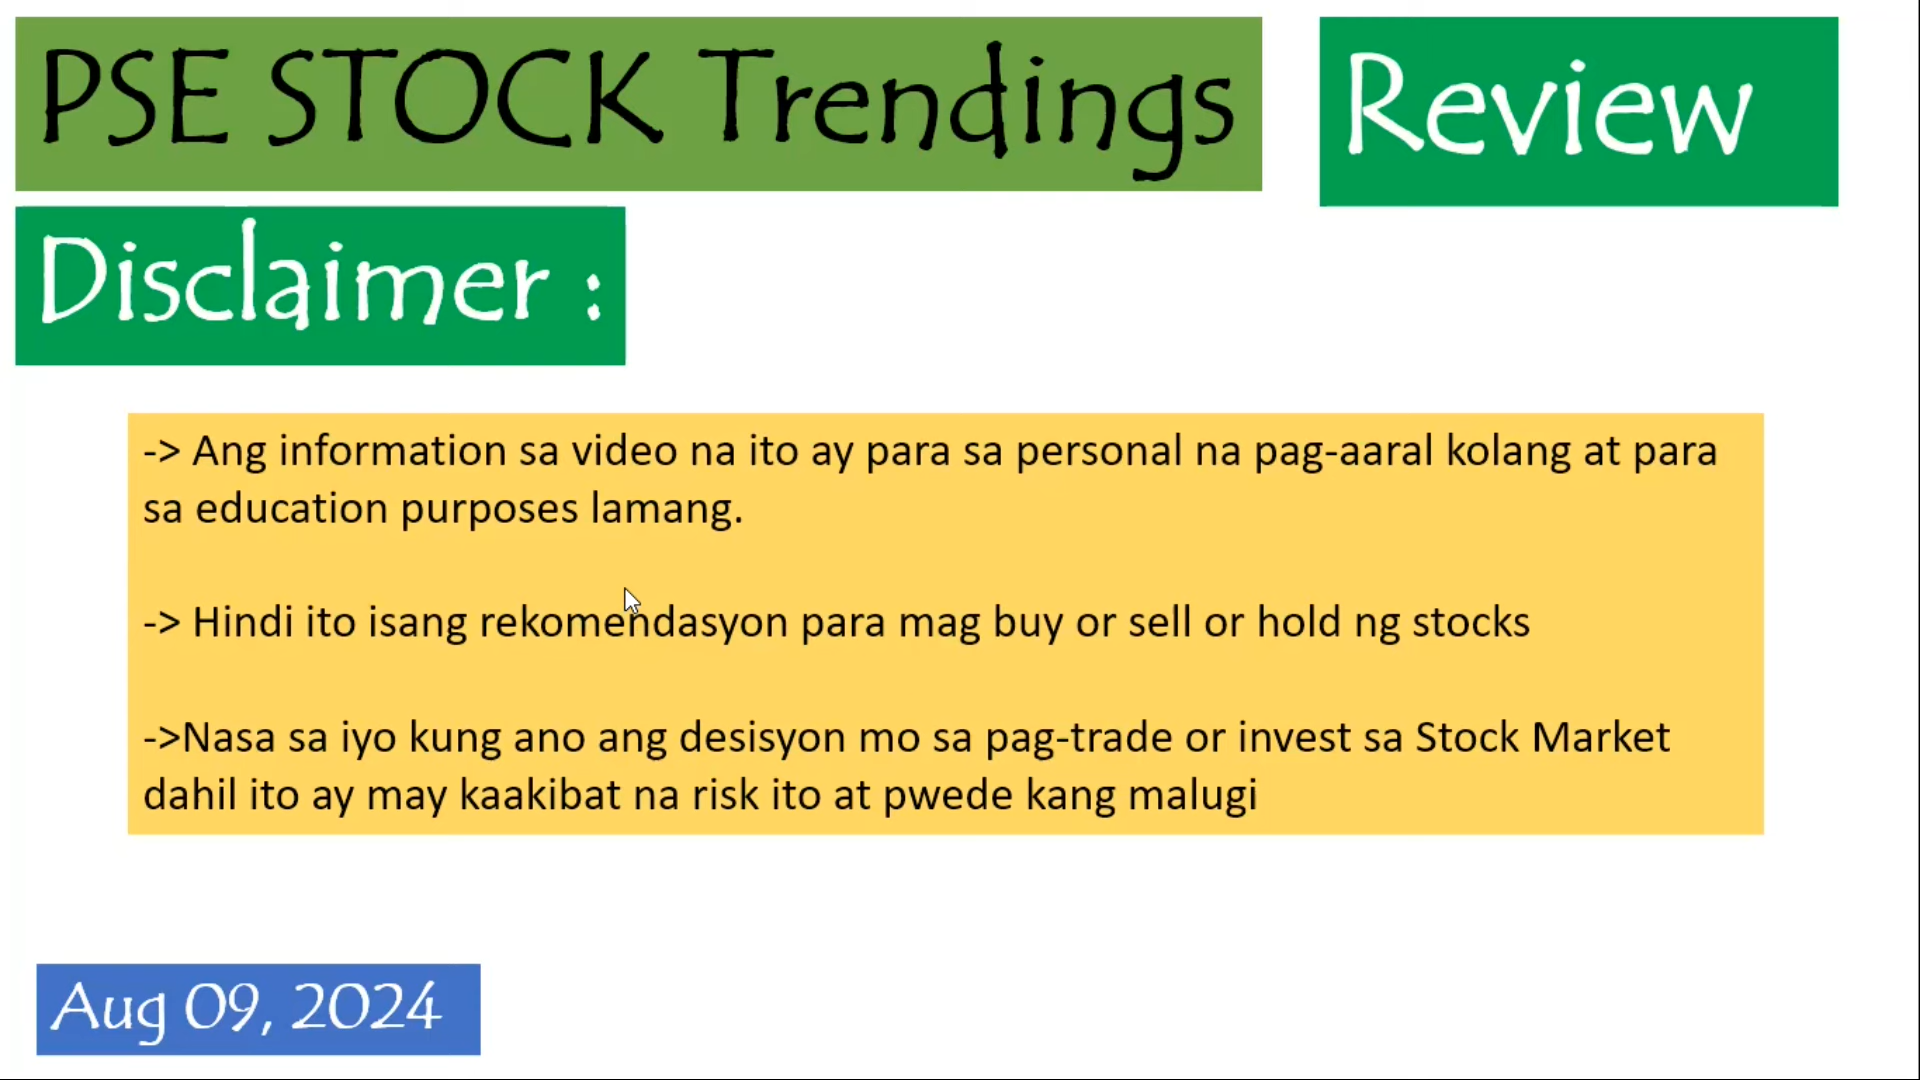 PSE STOCK Trendings
Review
Disclaimer :
-> Ang information sa video na ito ay para sa personal na pag-aaral kolang at para
sa education purposes lamang.
-> Hindi ito isang rekomendasyon para mag buy or sell or hold ng stocks
->Nasa sa iyo kung ano ang desisyon mo sa pag-trade or invest sa Stock Market
dahil ito ay may kaakibat na risk ito at pwede kang malugi
Aug 09, 2024